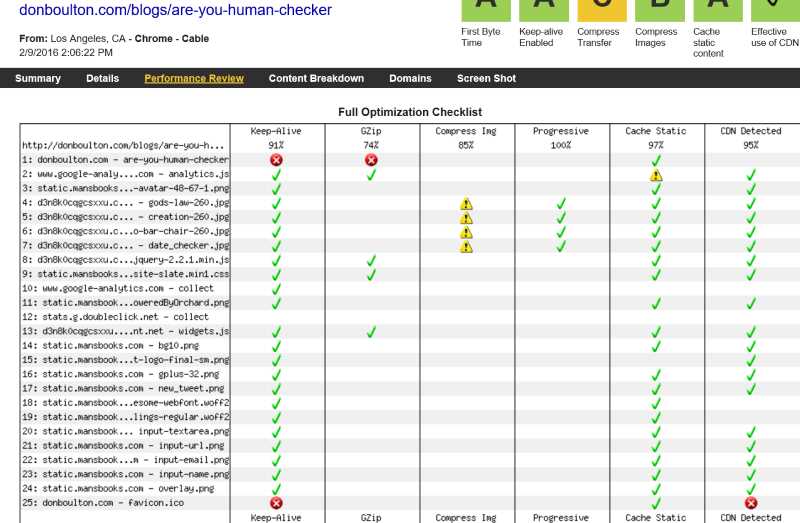 donboulton.com/blogs/are-you-human-checker
From: Los Angeles, CA - Chrome - Cable
2/9/2016 2:06:22 PM
First Byte Time
Keep-alive Enabled
Compress Transfer
Compress Images
Cache static content
Effective use of CDN
Summary Details Performance Review Content Breakdown Domains Screen Shot
Full Optimization Checklist
Keep-Alive GZip Compress Img Progressive Cache Static CDN Detected
http://donboulton.com/blogs/are-you-h... 91% 74% 85% 100% 97% 95%
1: donboulton.com - are-you-human-checker
2: www.google-analy....com - analytics.js
3: static.mansbooks...-avatar-48-67-1.png
4: d3n8k0cqgcsxxu.c... - gods-law-260.jpg
5: d3n8k0cqgcsxxu.c... - creation-260.jpg
6: d3n8k0cqgcsxxu.c...o-bar-chair-260.jpg
7: d3n8k0cqgcsxxu.c... - date_checker.jpg
8: d3n8k0cqgcsxxu.c...jquery-2.2.1.min.js
9: static.mansbooks...site-slate.min1.css
10: www.google-analytics.com - collect
11: static.mansbook...oweredByOrchard.png
12: stats.g.doubleclick.net - collect
13: d3n8k0cqgcsxxu....nt.net - widgets.js
14: static.mansbooks.com - bg10.png
15: static.mansbook...t-logo-final-sm.png
16: static.mansbooks.com - gplus-32.png
17: static.mansbooks.com - new_tweet.png
18: static.mansbook...esome-webfont.woff2
19: static.mansbook...lings-regular.woff2
20: static.mansbook... input-textarea.png
21: static.mansbooks.com - input-url.png
22: static.mansbook...m - input-email.png
23: static.mansbooks.com - input-name.png
24: static.mansbooks.com - overlay.png
25: donboulton.com - favicon.ico
Keep-Alive GZip Compress Img Progressive Cache Static CDN Detected